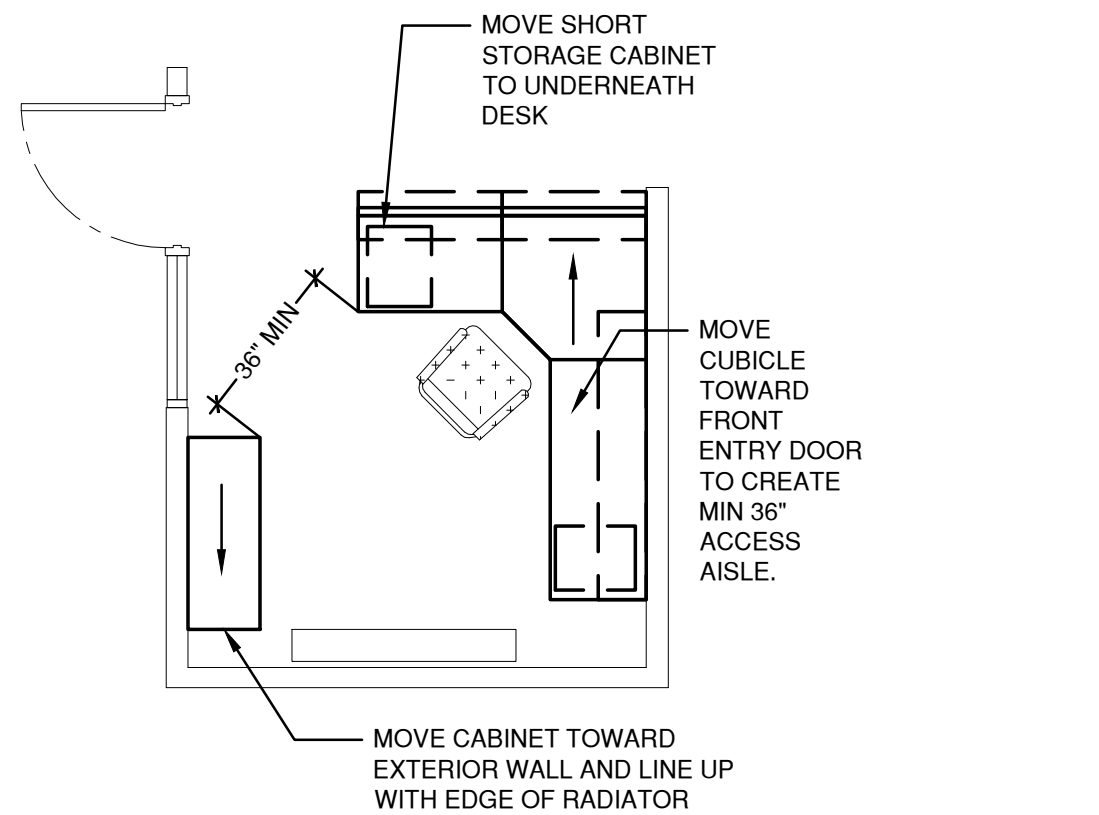 MOVE SHORT
STORAGE CABINET
TO UNDERNEATH
DESK
36" MIN
MOVE
CUBICLE
TOWARD
FRONT
ENTRY DOOR
TO CREATE
MIN 36"
ACCESS
AISLE.
MOVE CABINET TOWARD
EXTERIOR WALL AND LINE UP
WITH EDGE OF RADIATOR